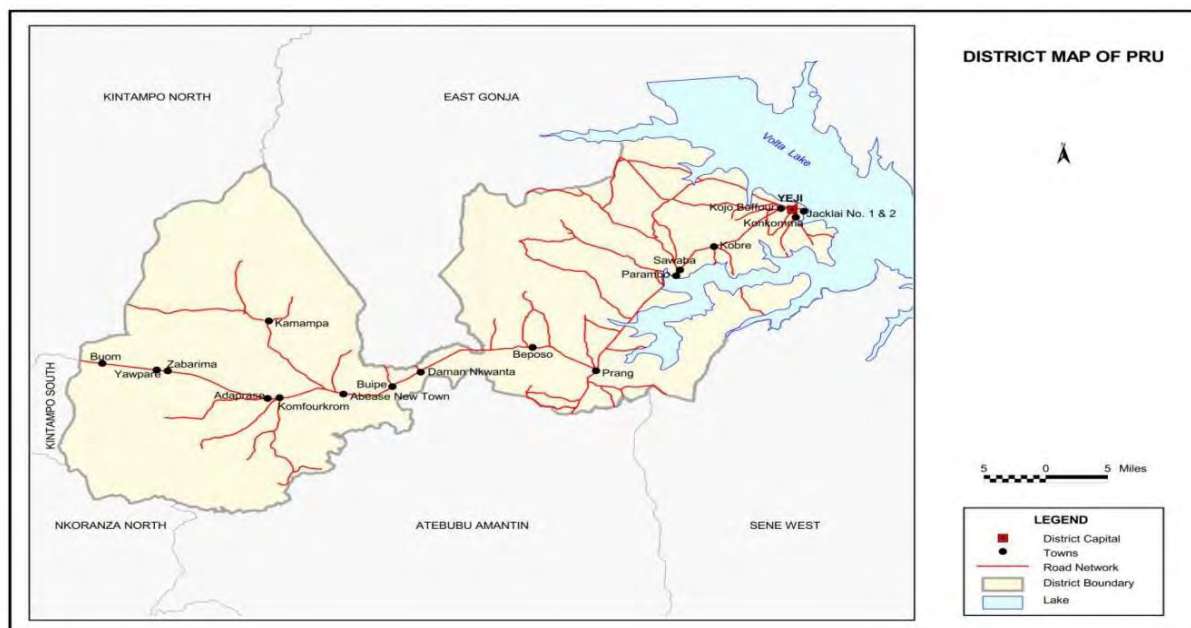 DISTRICT MAP OF PRU
N
KINTAMPO NORTH
EAST GONJA
Volta Lake
YEJI
Kojo Boffour
Jacklai No. 1 & 2
Konkomma
Kobre
Sawaba
Parambo
Kamampa
Beposo
Buom
Zabarima
Yawpare
Daman Nkwanta
Prang
Buipe
Adaprase
Abease New Town
Komfourkrom
KINTAMPO SOUTH
NKORANZA NORTH
ATEBUBU AMANTIN
SENE WEST
5 0 5 Miles
LEGEND
District Capital
Towns
Road Network
District Boundary
Lake